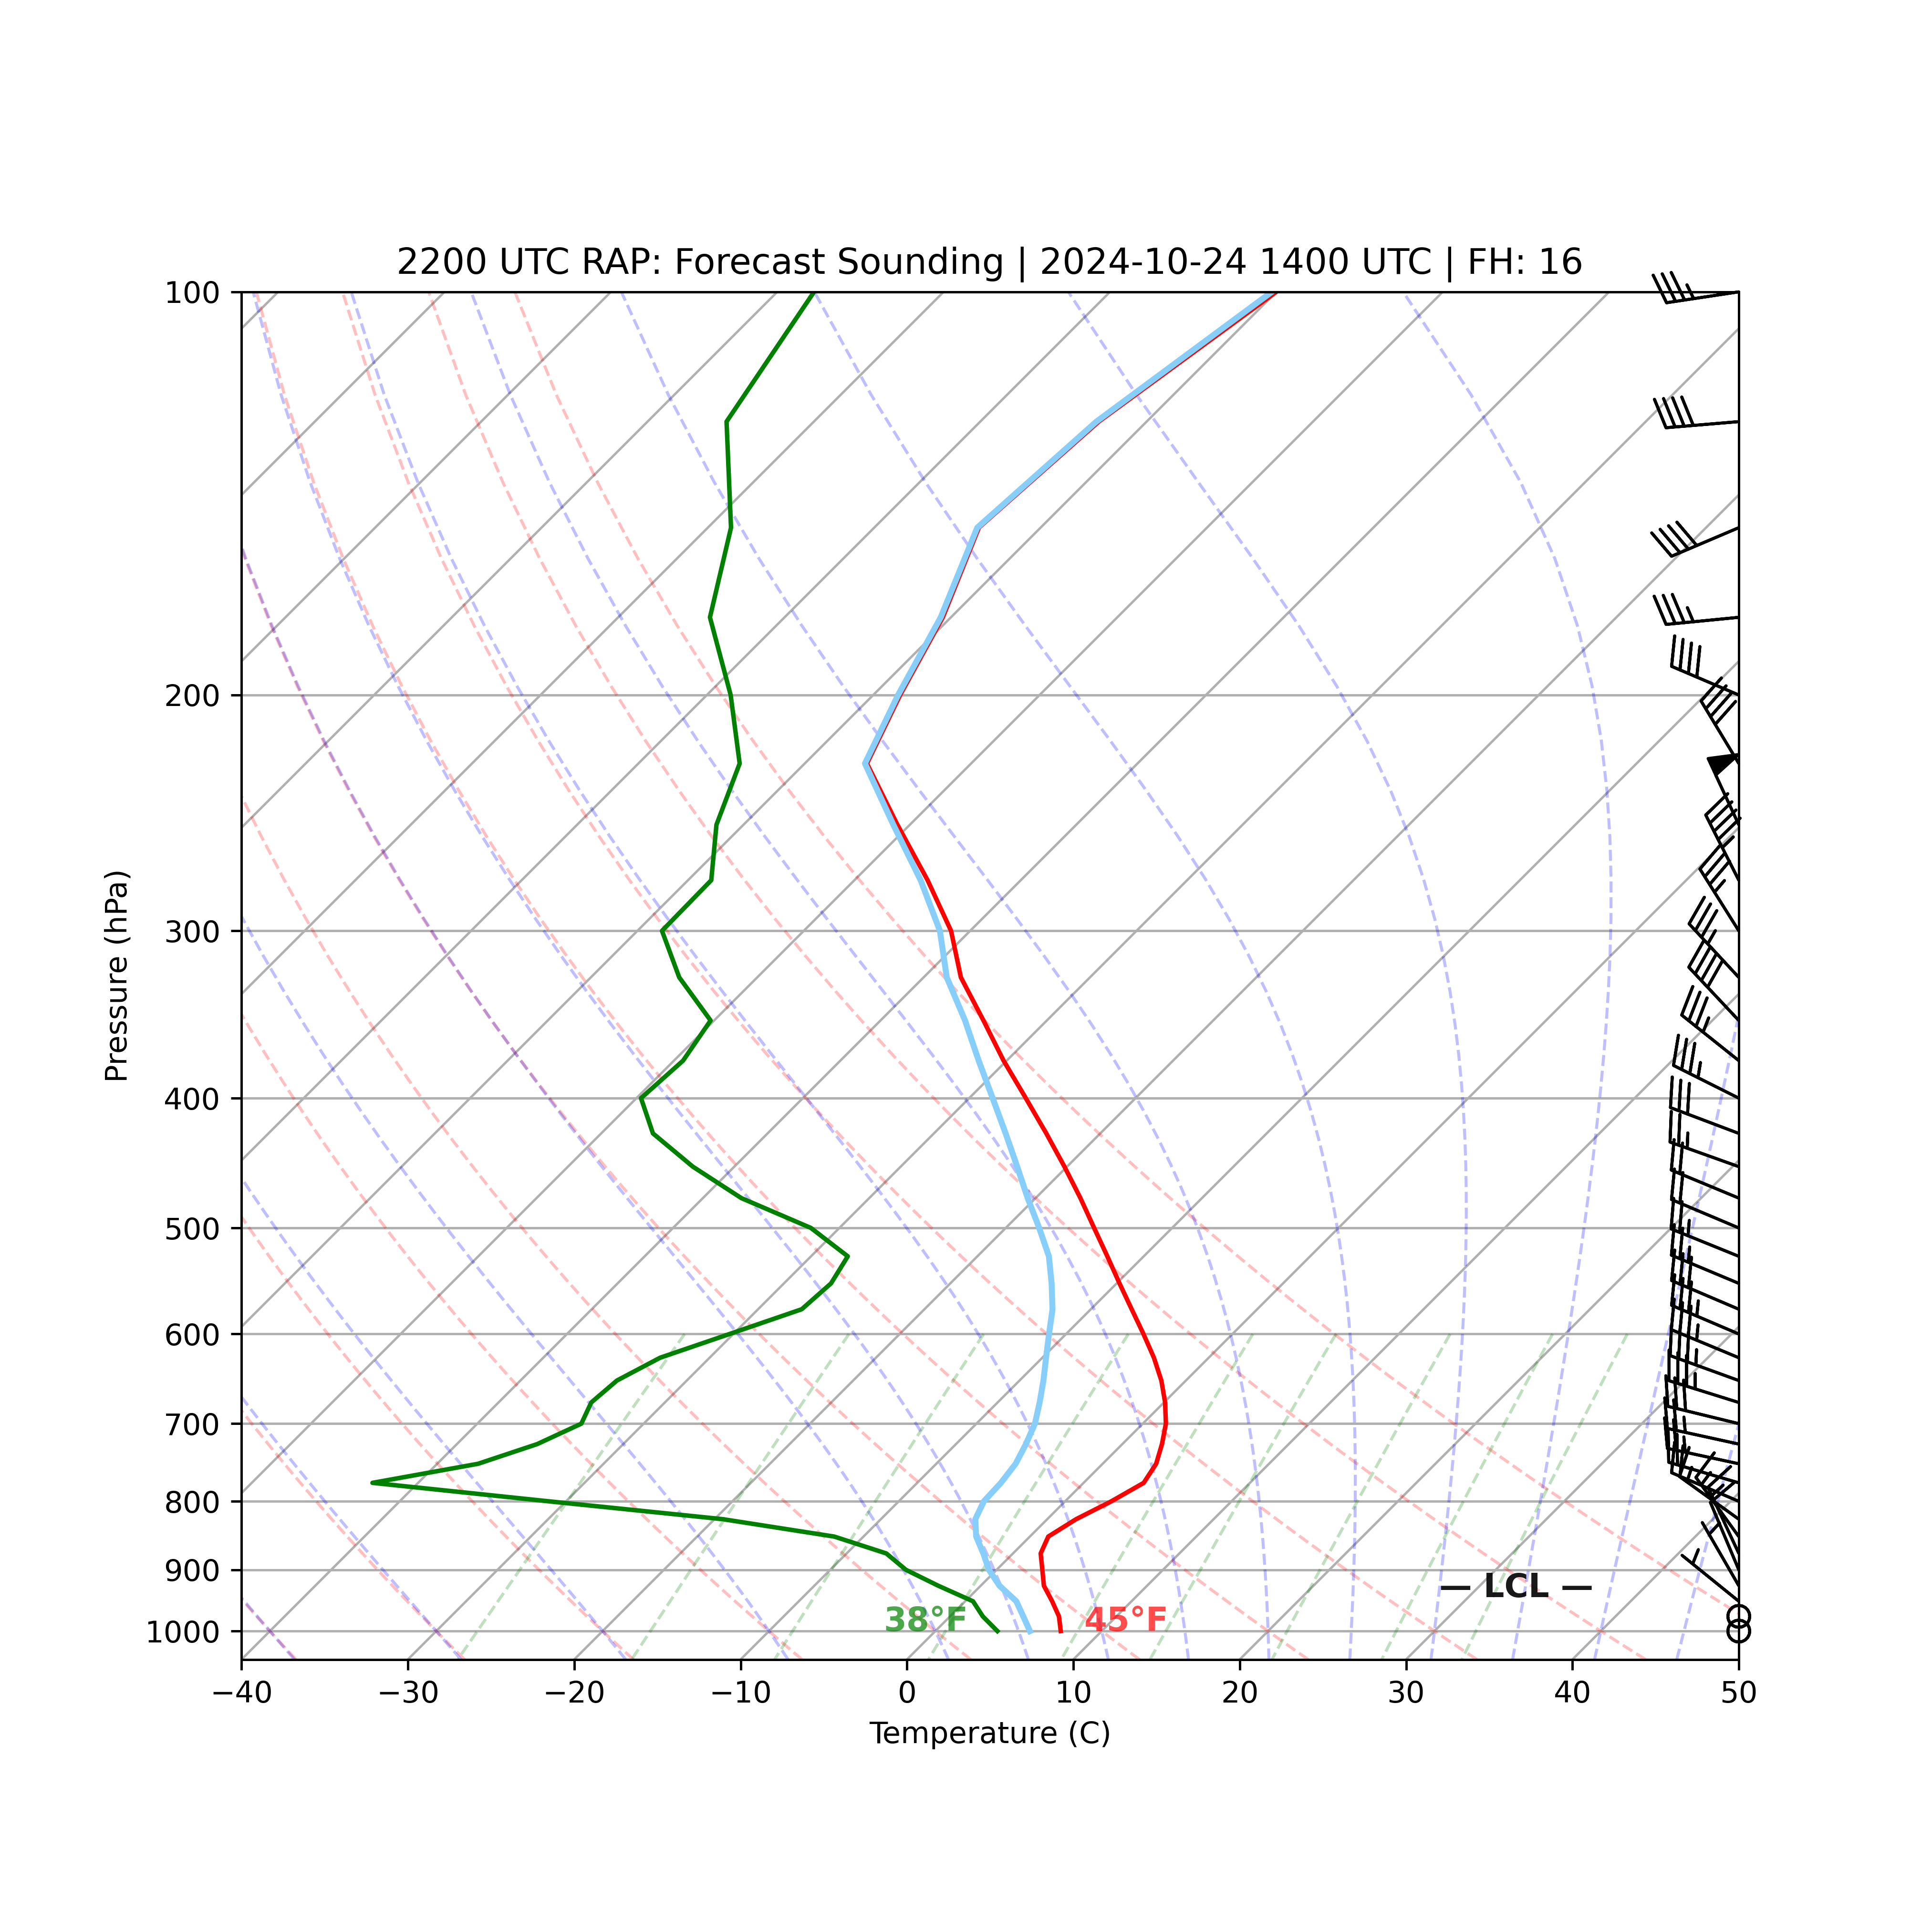 2200 UTC RAP: Forecast Sounding | 2024-10-24 1400 UTC | FH: 16
100
200
300
400
500
600
700
800
900
1000
Pressure (hPa)
— LCL —
38°F
45°F
−40 −30 −20 −10 0 10 20 30 40 50
Temperature (C)